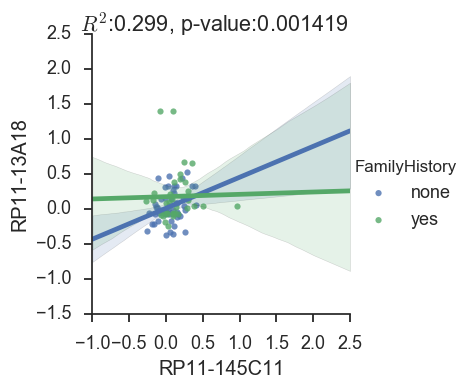 R²:0.299, p-value:0.001419
2.5
2.0
1.5
1.0
0.5
0.0
−0.5
−1.0
−1.5
RP11-13A18
−1.0 −0.5 0.0 0.5 1.0 1.5 2.0 2.5
RP11-145C11
FamilyHistory
none
yes